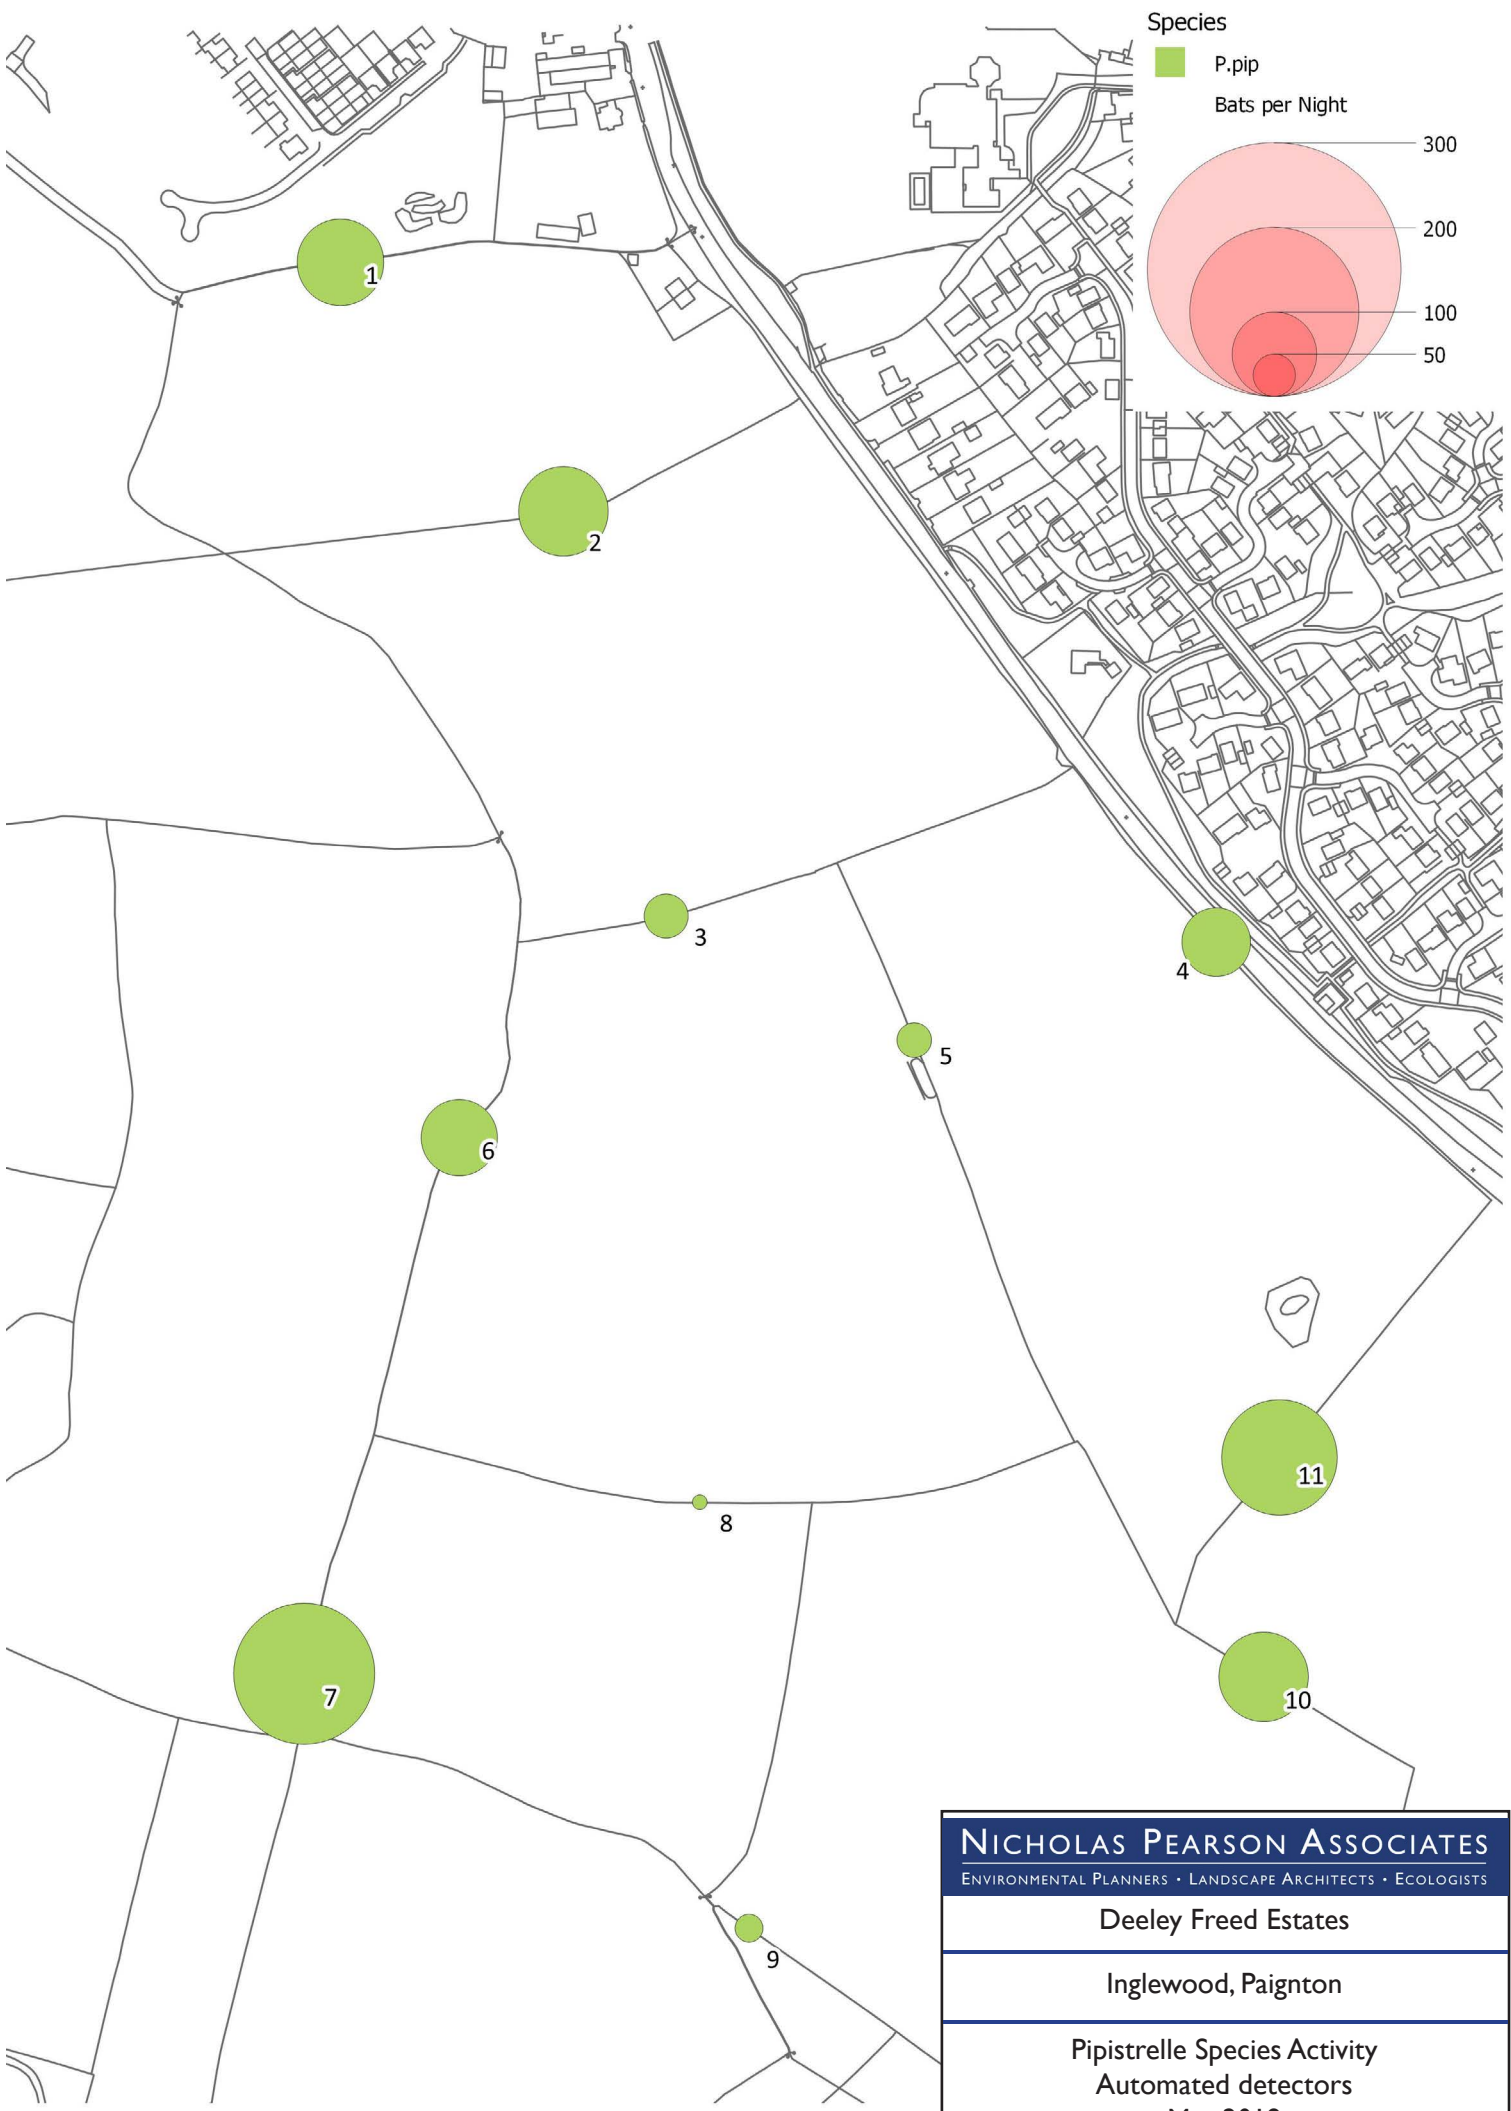 Species
P.pip
Bats per Night
300
200
100
50
1
2
3
4
5
6
7
8
9
10
11
NICHOLAS PEARSON ASSOCIATES
ENVIRONMENTAL PLANNERS • LANDSCAPE ARCHITECTS • ECOLOGISTS
Deeley Freed Estates
Inglewood, Paignton
Pipistrelle Species Activity
Automated detectors